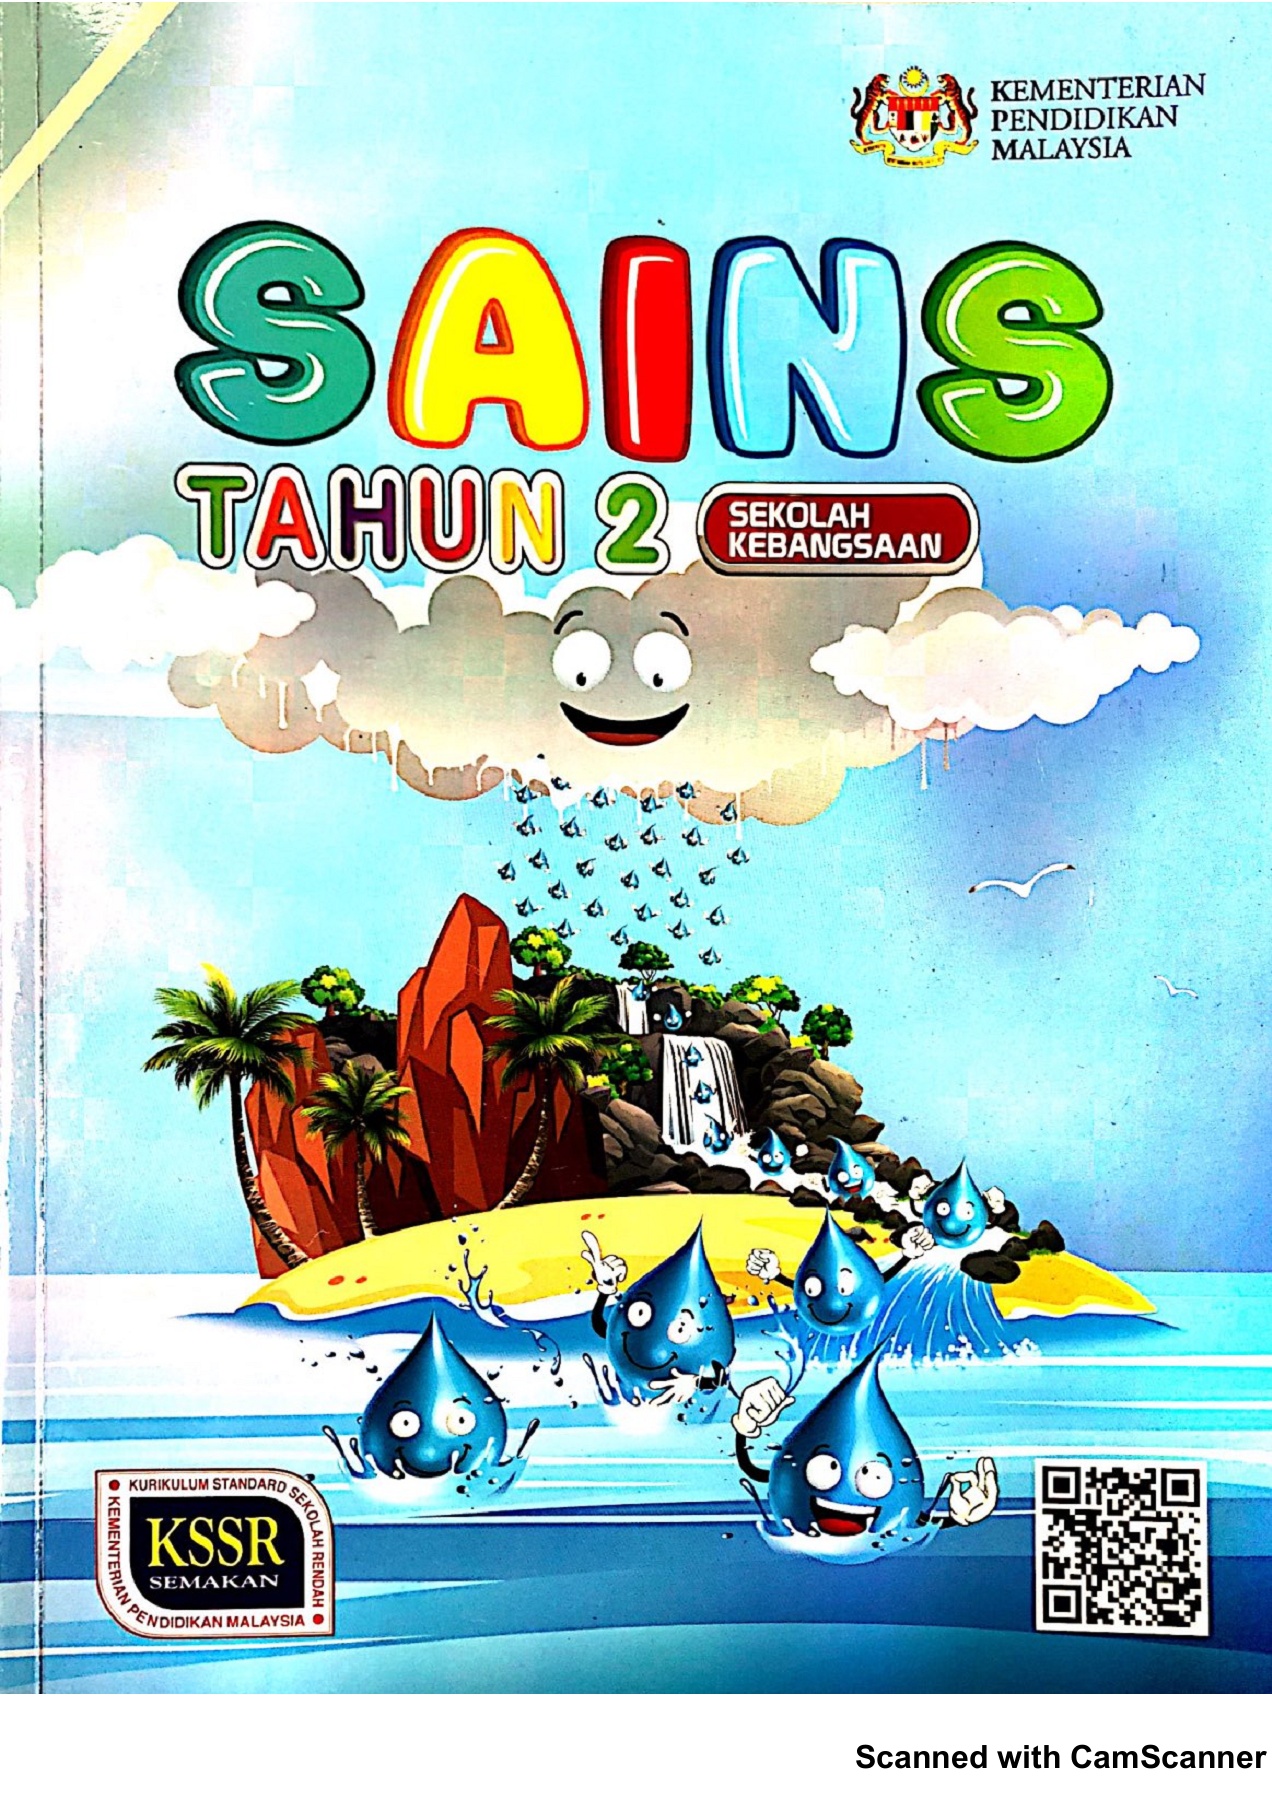 KEMENTERIAN
PENDIDIKAN
MALAYSIA
SAINS
TAHUN 2
SEKOLAH
KEBANGSAAN
KURIKULUM STANDARD SEKOLAH RENDAH
KSSR
SEMAKAN
KEMENTERIAN PENDIDIKAN MALAYSIA
Scanned with CamScanner